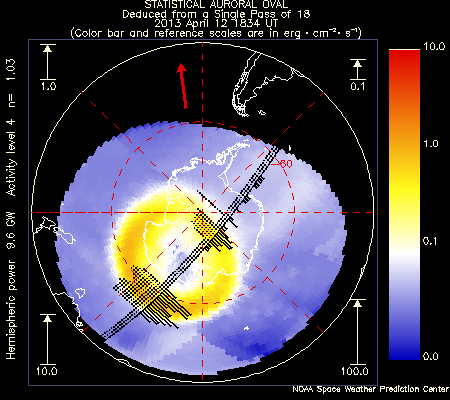 STATISTICAL AURORAL OVAL
Deduced from a Single Pass of 18
2013 April 12 1834 UT
(Color bar and reference scales are in erg · cm⁻² · s⁻¹)
1.0
0.1
10.0
1.0
0.1
0.0
-60
Hemispheric power 9.6 GW Activity level 4 n= 1.03
10.0
100.0
NOAA Space Weather Prediction Center